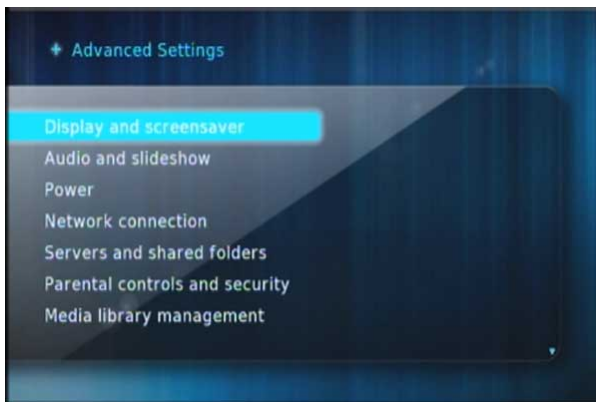 Advanced Settings
Display and screensaver
Audio and slideshow
Power
Network connection
Servers and shared folders
Parental controls and security
Media library management